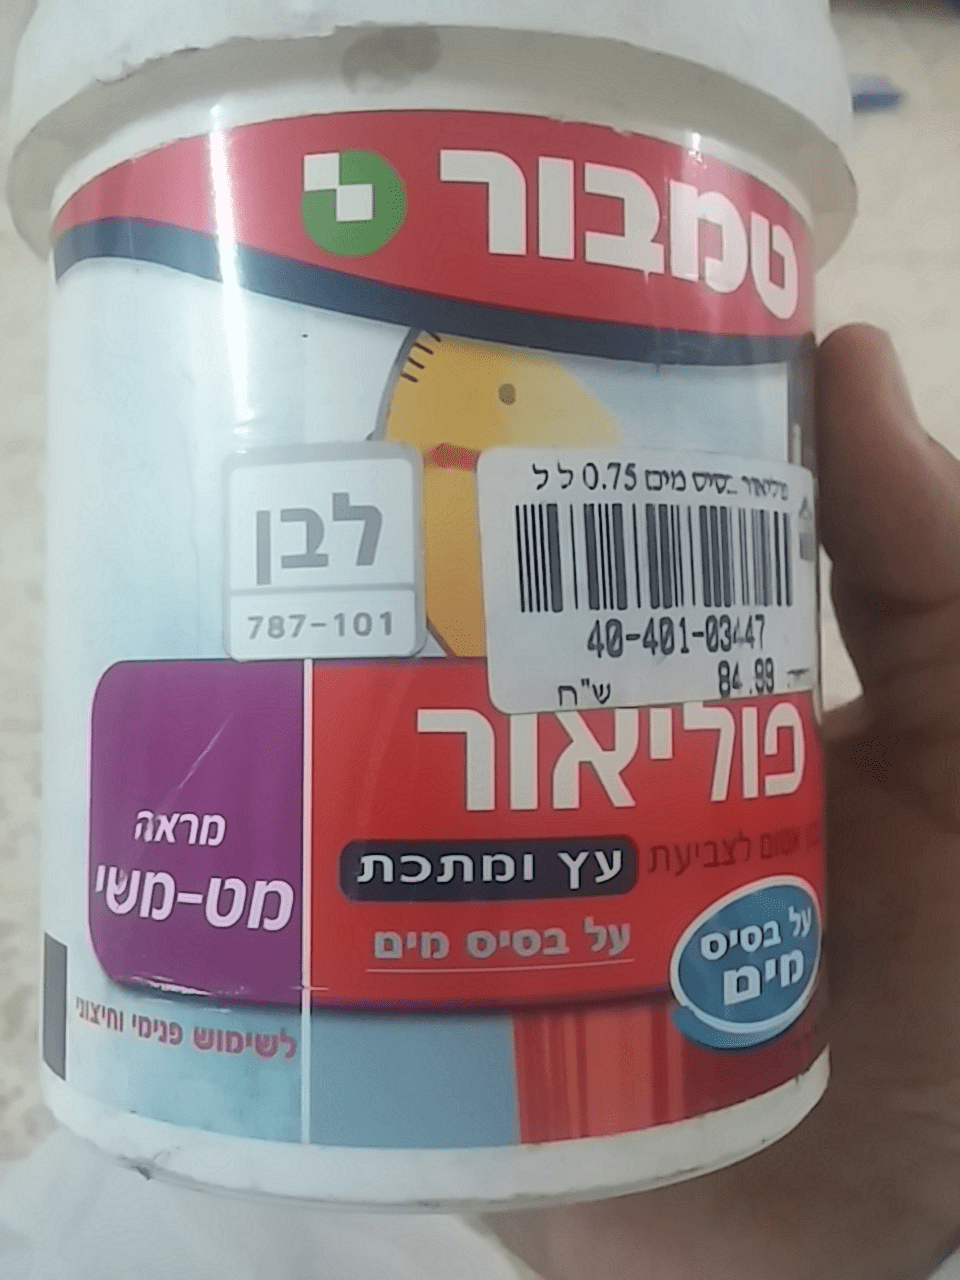 טמבור
לבן
787-101
פוליאור בסיס מים 0.75 ל ל
40-401-03447
84.99
ש"ח
פוליאור
לצביעת
עץ ומתכת
על בסיס מים
מראה
מט-משי
על בסיס
מים
לשימוש פנימי וחיצוני